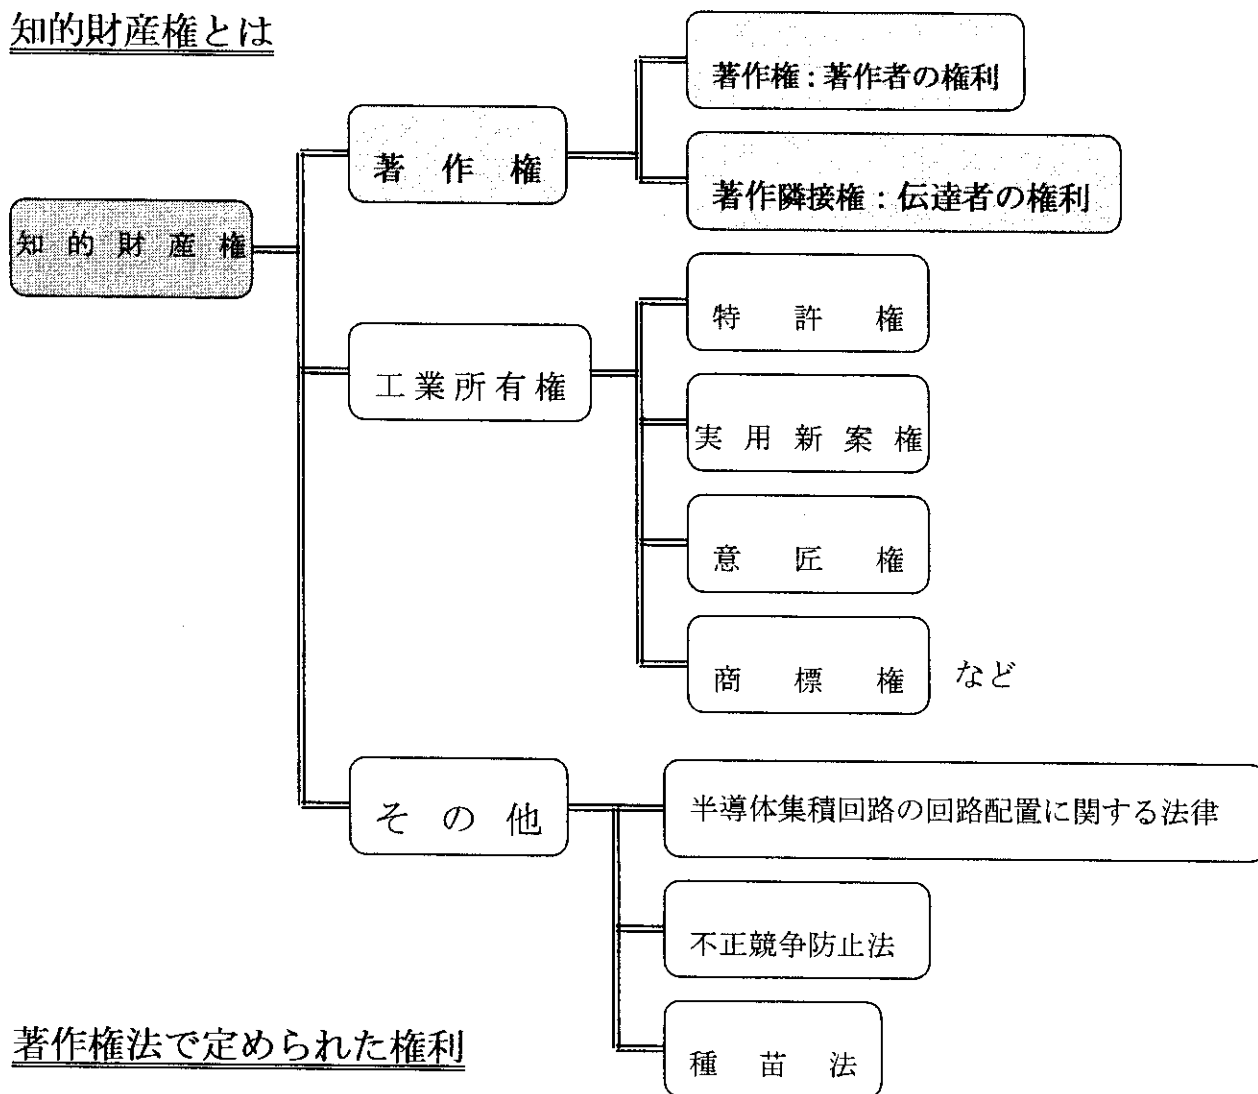 知的財産権とは
知的財産権
著作権
著作権:著作者の権利
著作隣接権:伝達者の権利
工業所有権
特許権
実用新案権
意匠権
商標権 など
その他
半導体集積回路の回路配置に関する法律
不正競争防止法
種苗法
著作権法で定められた権利